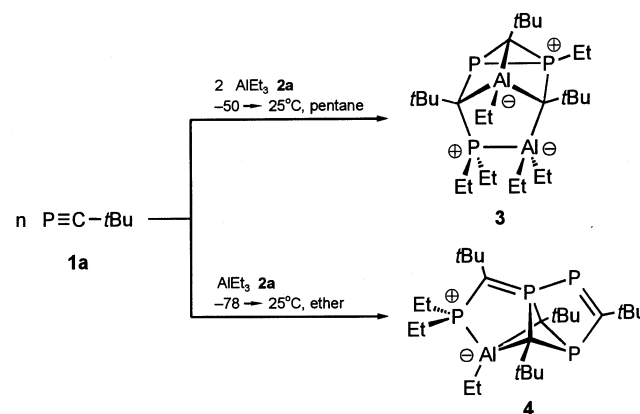 tBu
P
⊕
P
Et
tBu
Al
⊖
tBu
Et
P
⊕
Al
⊖
Et
Et
Et
Et
3
2 AlEt₃ 2a
–50 → 25°C, pentane
n P≡C–tBu
1a
AlEt₃ 2a
–78 → 25°C, ether
tBu
P
P
⊕
Et
Et
P
tBu
tBu
⊖
Al
P
Et
tBu
4